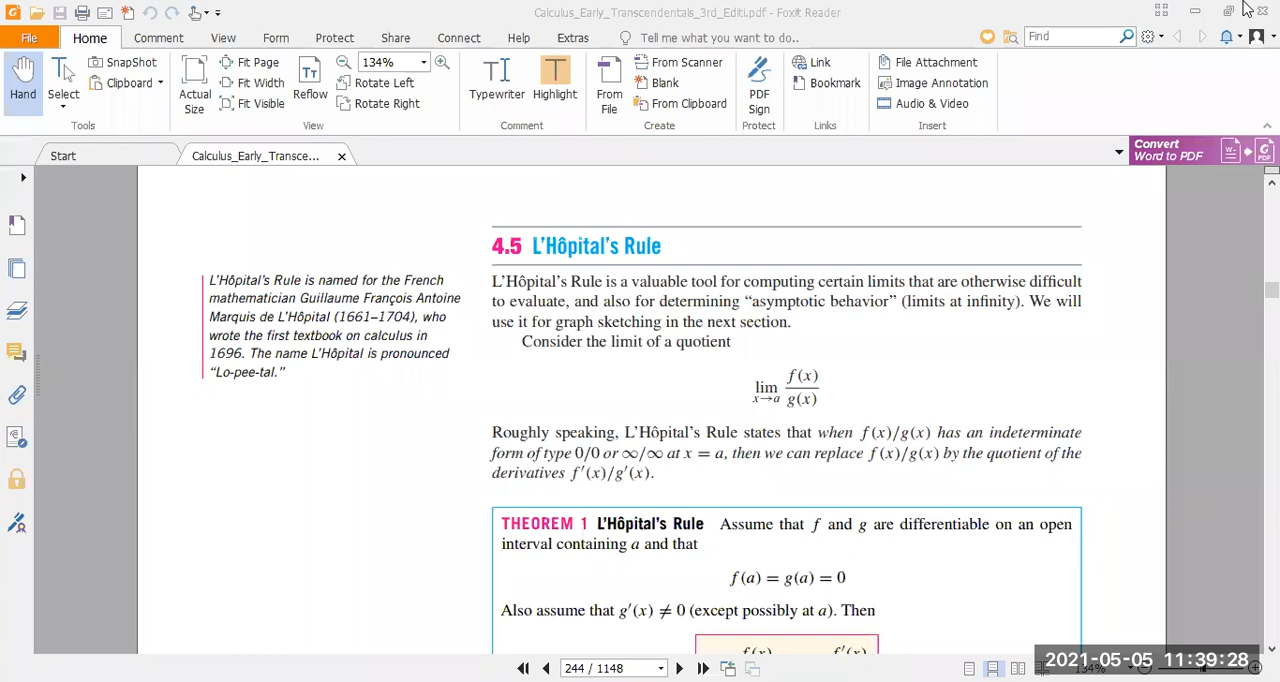 Calculus_Early_Transcendentals_3rd_Editi.pdf - Foxit Reader
File Home Comment View Form Protect Share Connect Help Extras Tell me what you want to do.. Find
Hand
Select
SnapShot
Clipboard
Tools
Actual Size
Fit Page
Fit Width
Fit Visible
Reflow
134%
Rotate Left
Rotate Right
View
Typewriter
Highlight
Comment
From File
From Scanner
Blank
From Clipboard
Create
PDF Sign
Protect
Link
Bookmark
Links
File Attachment
Image Annotation
Audio & Video
Insert
Start
Calculus_Early_Transce...
Convert
Word to PDF
4.5 L'Hôpital's Rule
L'Hôpital's Rule is named for the French
mathematician Guillaume François Antoine
Marquis de L'Hôpital (1661–1704), who
wrote the first textbook on calculus in
1696. The name L'Hôpital is pronounced
"Lo-pee-tal."
L'Hôpital's Rule is a valuable tool for computing certain limits that are otherwise difficult
to evaluate, and also for determining "asymptotic behavior" (limits at infinity). We will
use it for graph sketching in the next section.
Consider the limit of a quotient
lim x→a f(x)/g(x)
Roughly speaking, L'Hôpital's Rule states that when f(x)/g(x) has an indeterminate
form of type 0/0 or ∞/∞ at x = a, then we can replace f(x)/g(x) by the quotient of the
derivatives f′(x)/g′(x).
THEOREM 1 L'Hôpital's Rule Assume that f and g are differentiable on an open
interval containing a and that
f(a) = g(a) = 0
Also assume that g′(x) ≠ 0 (except possibly at a). Then
f(x) f′(x)
244 / 1148
134%
2021-05-05 11:39:28